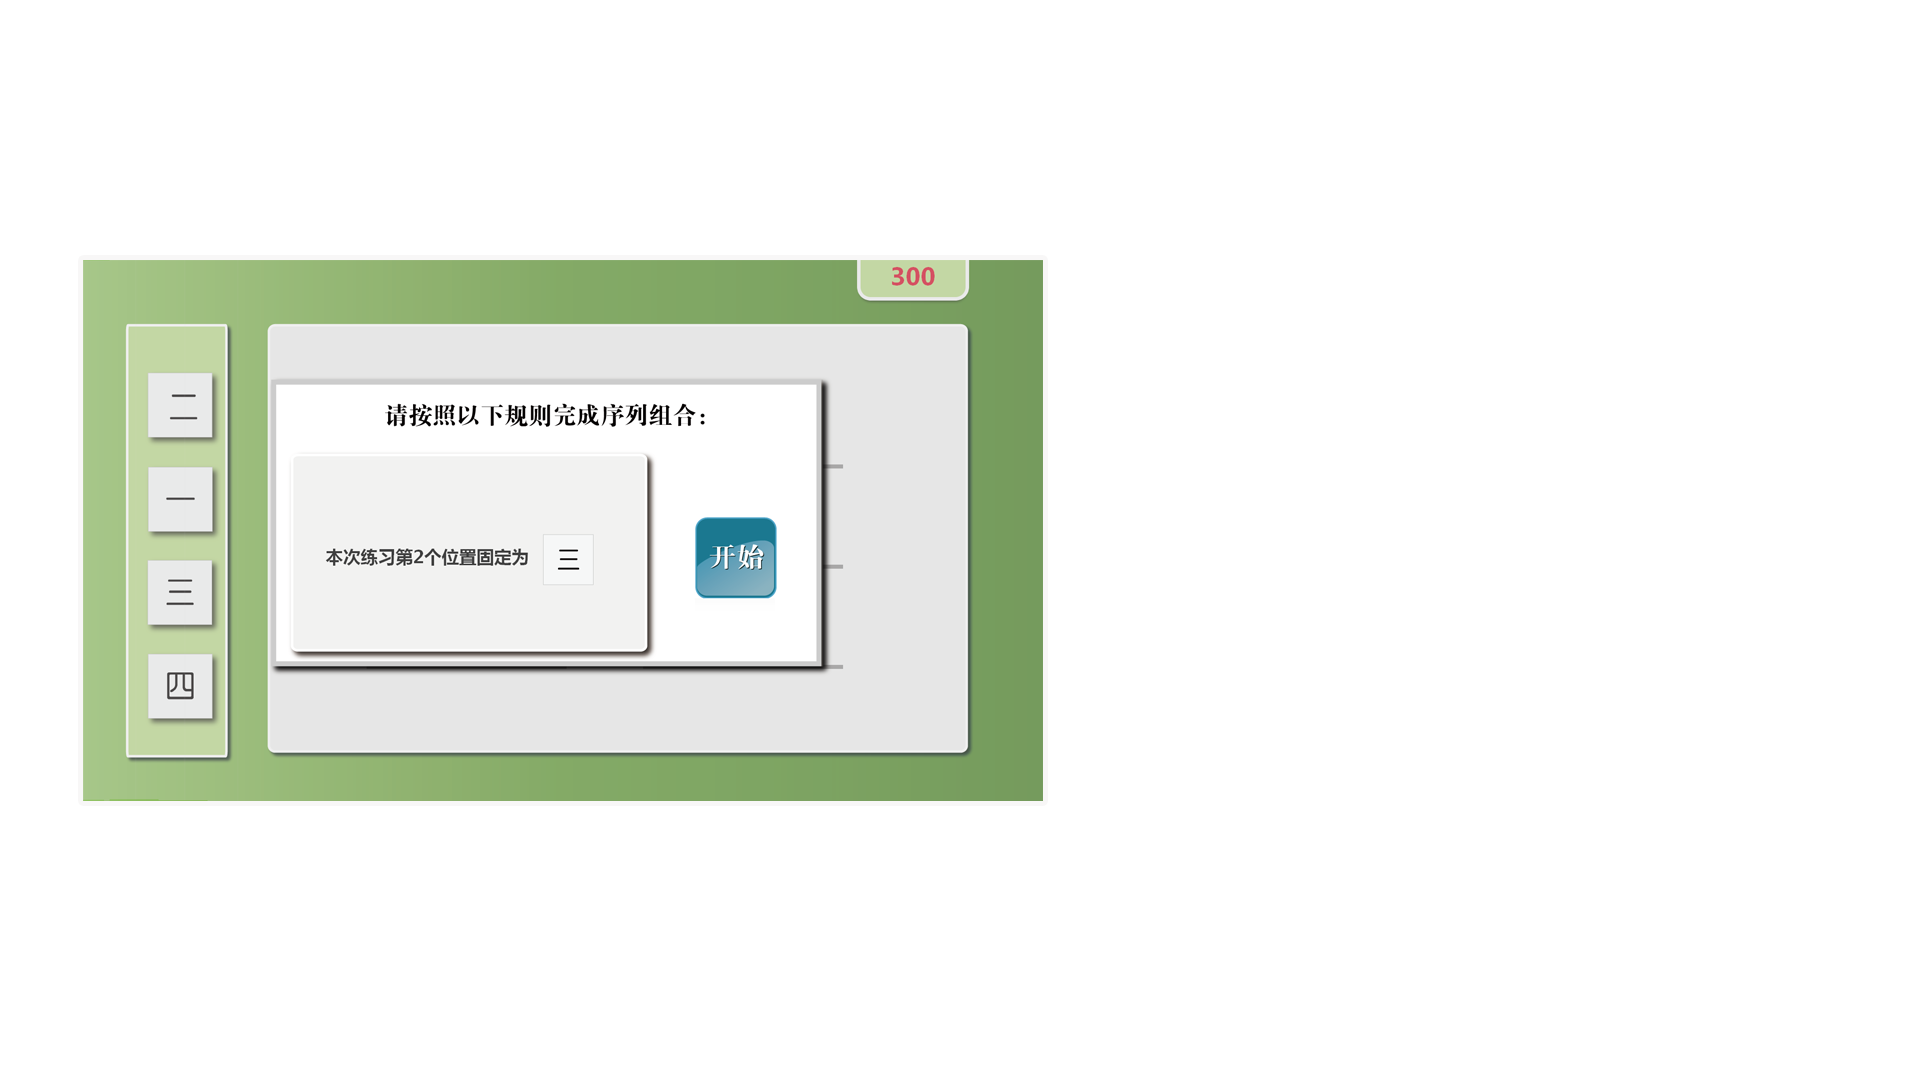 300
二
一
三
四
请按照以下规则完成序列组合：
本次练习第2个位置固定为 三
开始